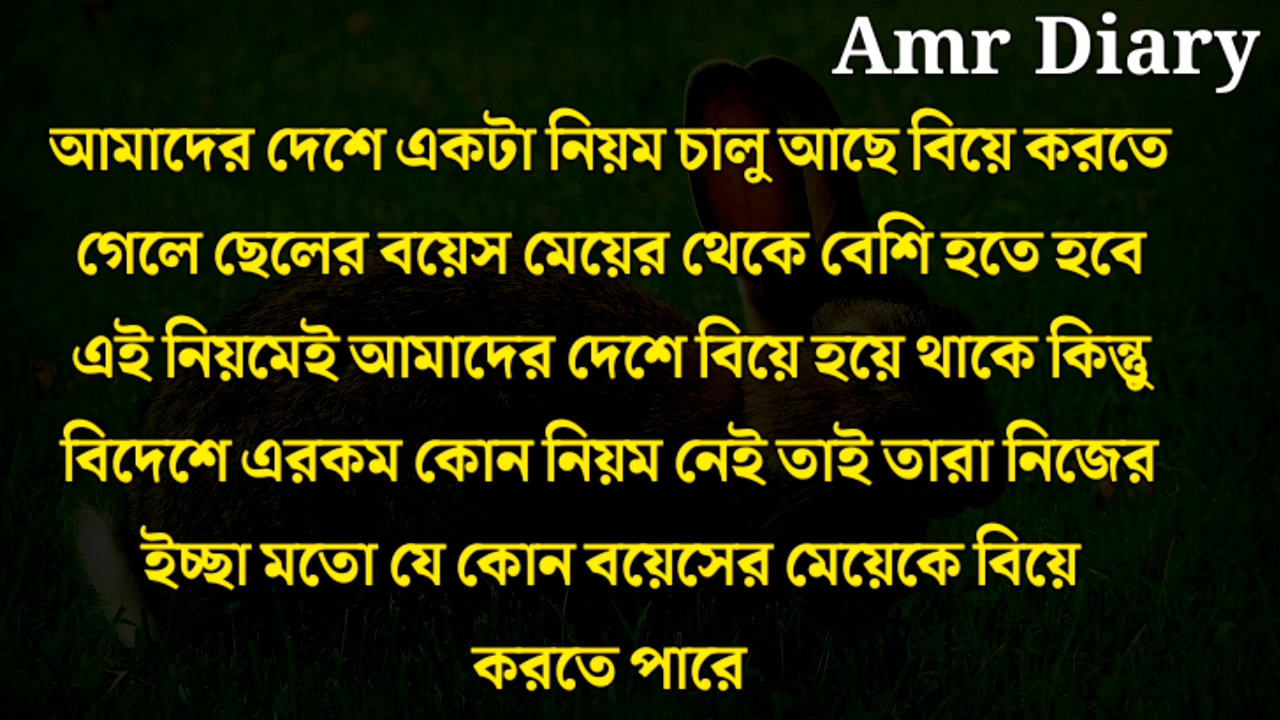 Amr Diary
আমাদের দেশে একটা নিয়ম চালু আছে বিয়ে করতে
গেলে ছেলের বয়েস মেয়ের থেকে বেশি হতে হবে
এই নিয়মেই আমাদের দেশে বিয়ে হয়ে থাকে কিন্তু
বিদেশে এরকম কোন নিয়ম নেই তাই তারা নিজের
ইচ্ছা মতো যে কোন বয়েসের মেয়েকে বিয়ে
করতে পারে